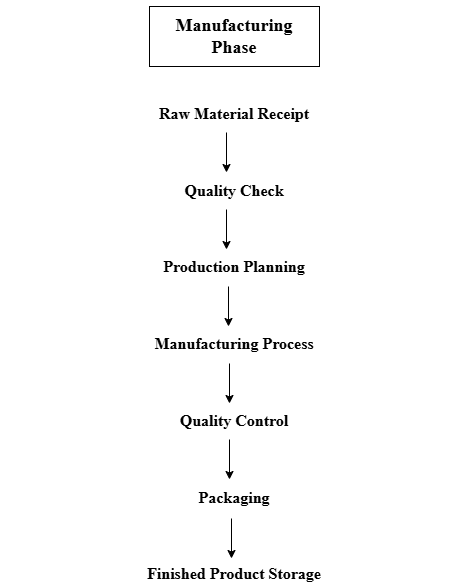 Manufacturing
Phase
Raw Material Receipt
Quality Check
Production Planning
Manufacturing Process
Quality Control
Packaging
Finished Product Storage